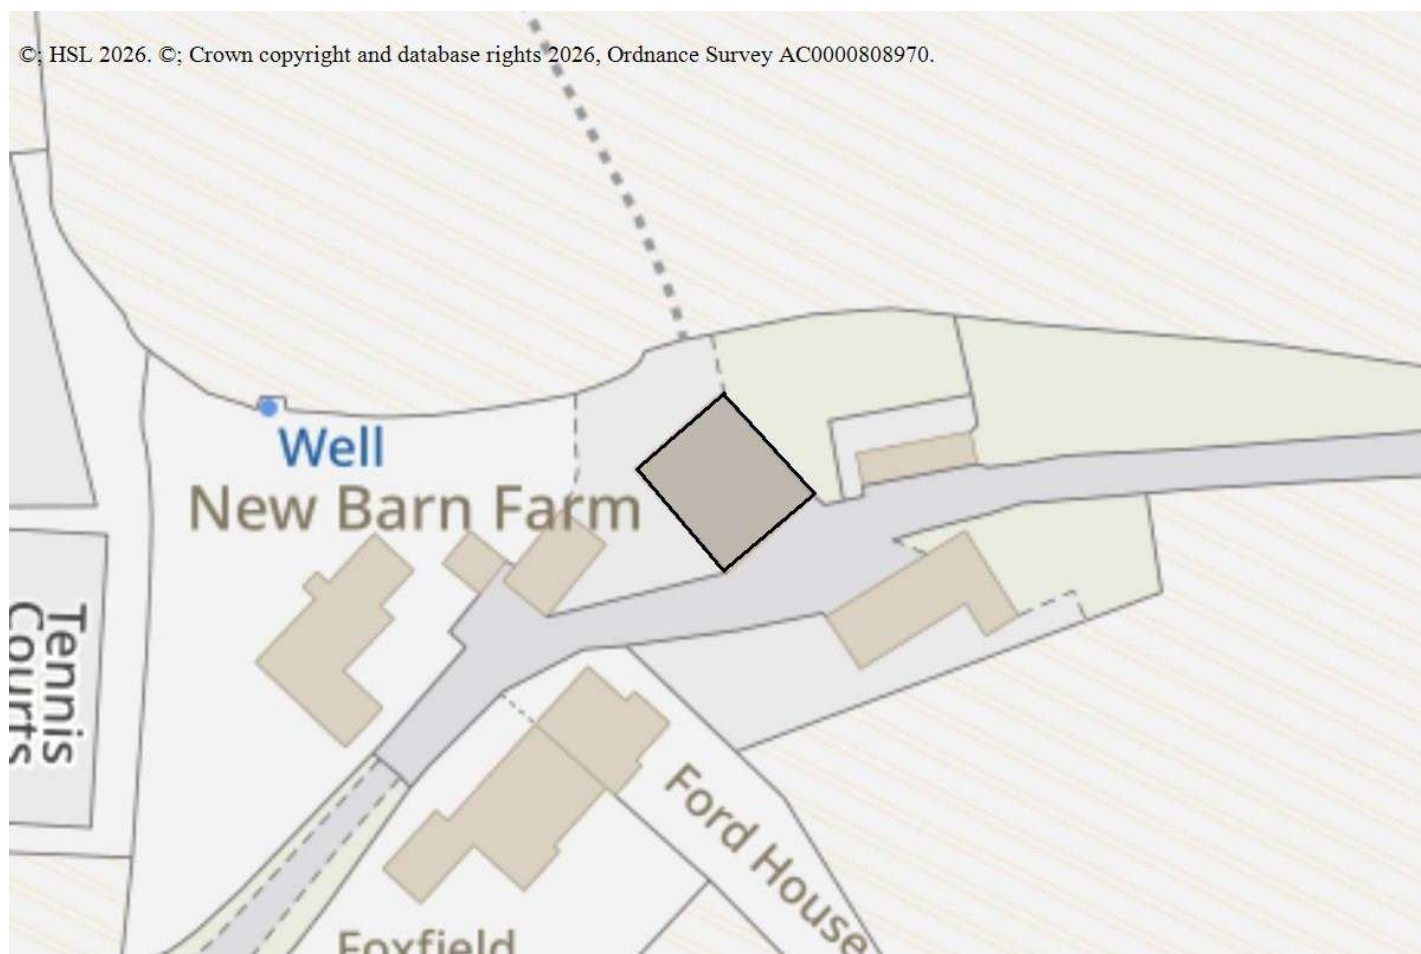 ©; HSL 2026. ©; Crown copyright and database rights 2026, Ordnance Survey AC0000808970.
Well
New Barn Farm
Tennis
Courts
Ford House
Foxfield